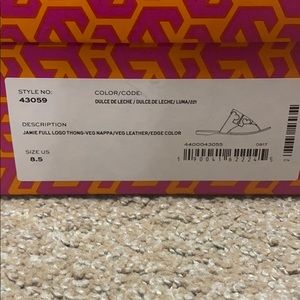 STYLE NO:
43059
COLOR/CODE:
DULCE DE LECHE / DULCE DE LECHE / LUNA/221
DESCRIPTION
JAMIE FULL LOGO THONG-VEG NAPPA/VEG LEATHER/EDGE COLOR
SIZE US
8.5
4400043055 0817